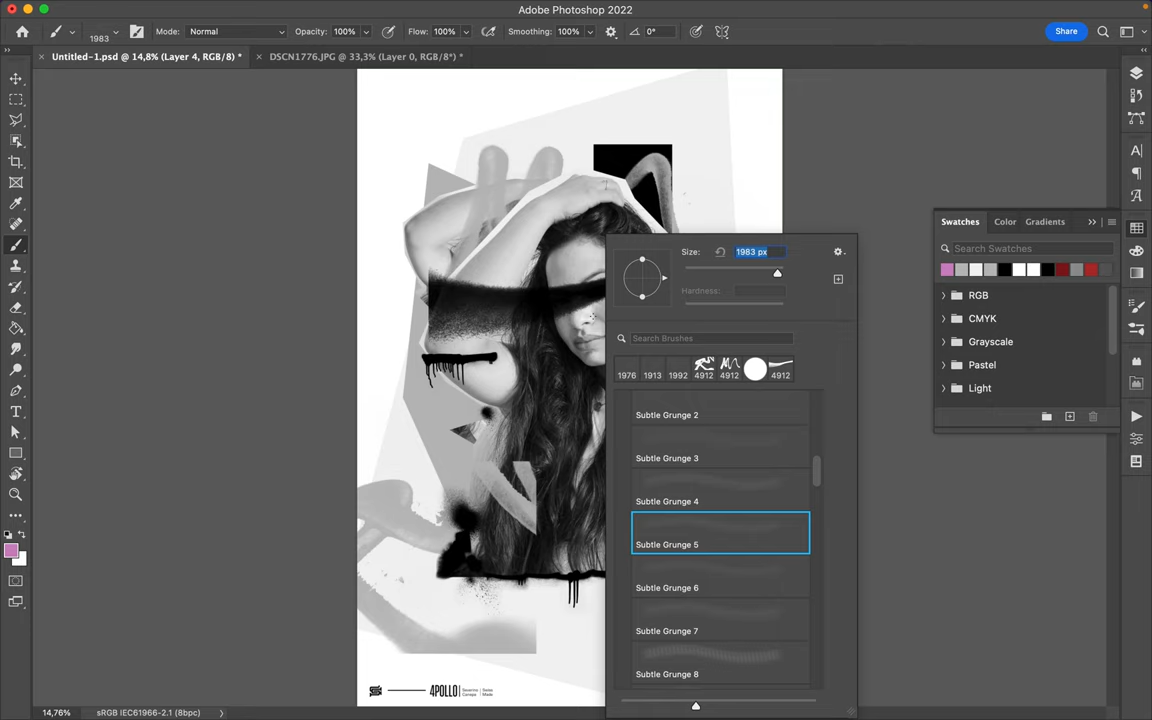 Adobe Photoshop 2022
1983
Mode: Normal
Opacity: 100%
Flow: 100%
Smoothing: 100%
0°
Share
Untitled-1.psd @ 14,8% (Layer 4, RGB/8) *
DSCN1776.JPG @ 33,3% (Layer 0, RGB/8*) *
Size: 1983 px
Hardness:
Search Brushes
1976 1913 1992 4912 4912 4912
Subtle Grunge 2
Subtle Grunge 3
Subtle Grunge 4
Subtle Grunge 5
Subtle Grunge 6
Subtle Grunge 7
Subtle Grunge 8
Swatches Color Gradients
Search Swatches
RGB
CMYK
Grayscale
Pastel
Light
4POLLO
Severino
Canepa
Swiss
Made
14,76% sRGB IEC61966-2.1 (8bpc)